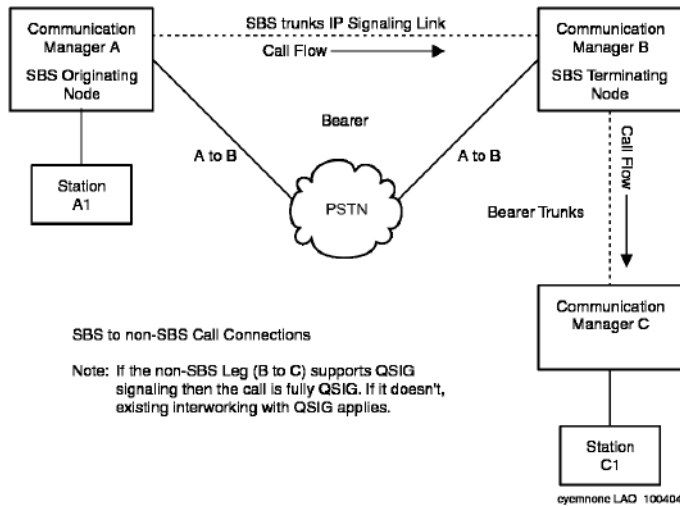 Communication
Manager A
SBS Originating
Node
SBS trunks IP Signaling Link
Call Flow
Communication
Manager B
SBS Terminating
Node
Bearer
A to B
A to B
Call Flow
Station
A1
PSTN
Bearer Trunks
Communication
Manager C
SBS to non-SBS Call Connections
Note: If the non-SBS Leg (B to C) supports QSIG
signaling then the call is fully QSIG. If it doesn't,
existing interworking with QSIG applies.
Station
C1
cyemnonc LAO 100404